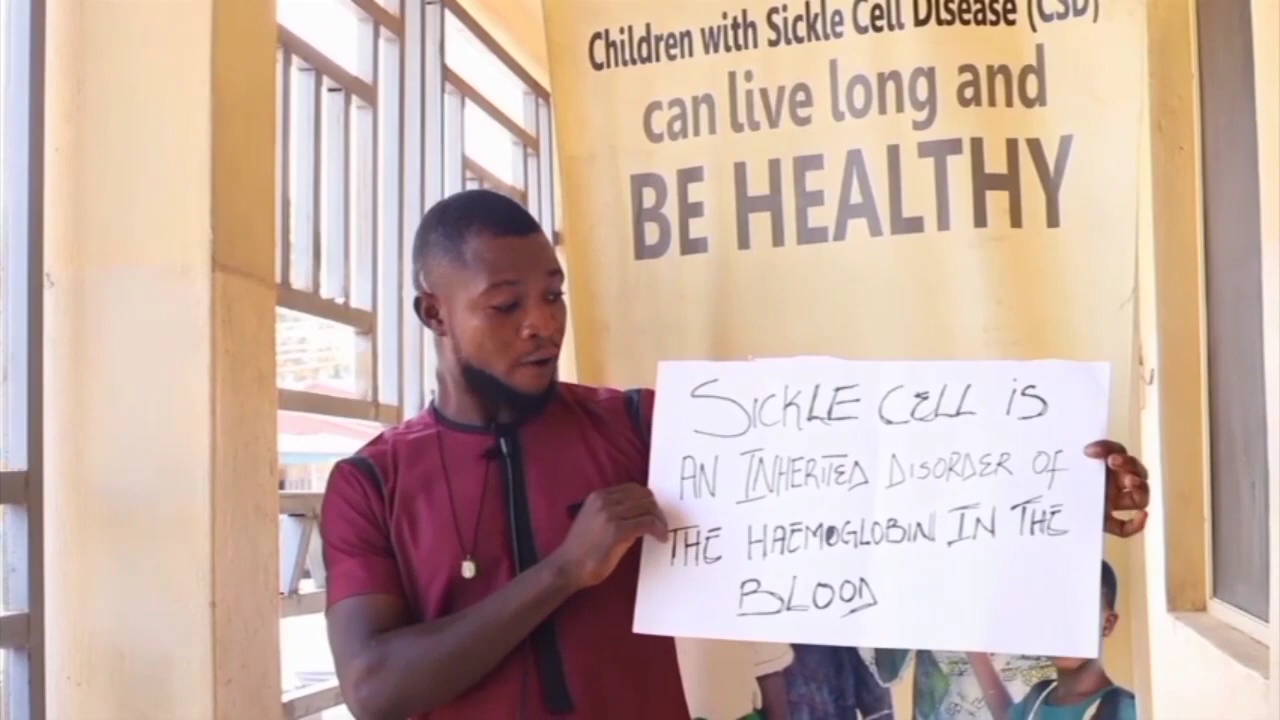 Children with Sickle Cell Disease (CSD)
can live long and
BE HEALTHY
SICKLE CELL iS
AN INHERITED DISORDER OF
THE HAEMOGLOBIN IN THE
BLOOD